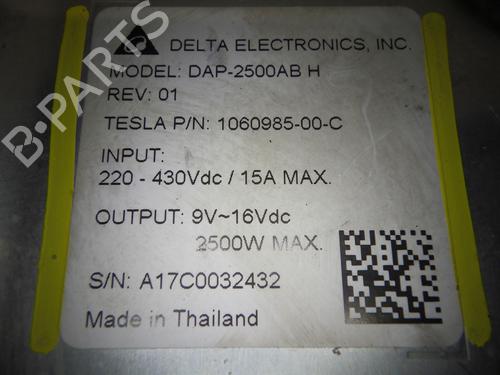 DELTA ELECTRONICS, INC.
MODEL: DAP-2500AB H
REV: 01
TESLA P/N: 1060985-00-C
INPUT:
220 - 430Vdc / 15A MAX.
OUTPUT: 9V~16Vdc
2500W MAX.
S/N: A17C0032432
Made in Thailand
B-PARTS